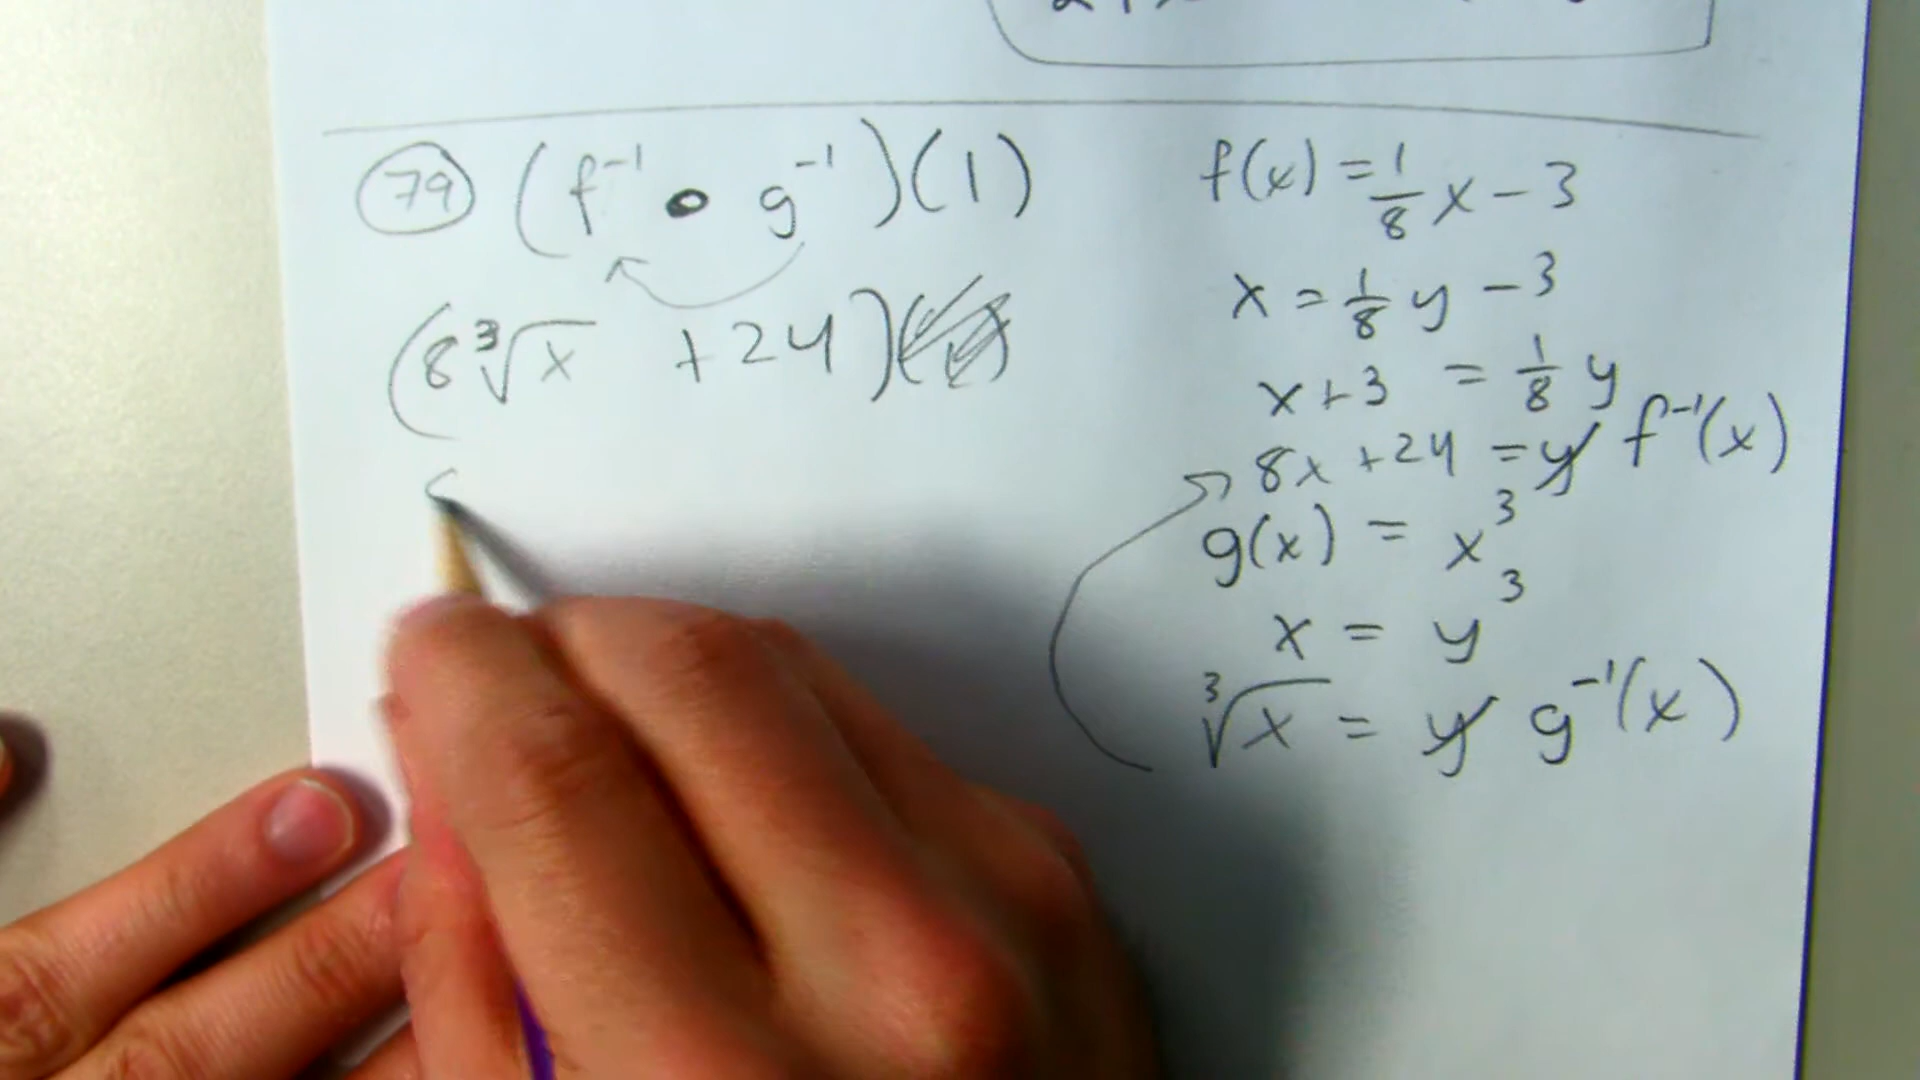 79 (f⁻¹ ∘ g⁻¹)(1)
(8∛x + 24)
f(x) = 1/8 x - 3
x = 1/8 y - 3
x + 3 = 1/8 y
8x + 24 = y f⁻¹(x)
g(x) = x³
x = y³
∛x = y g⁻¹(x)